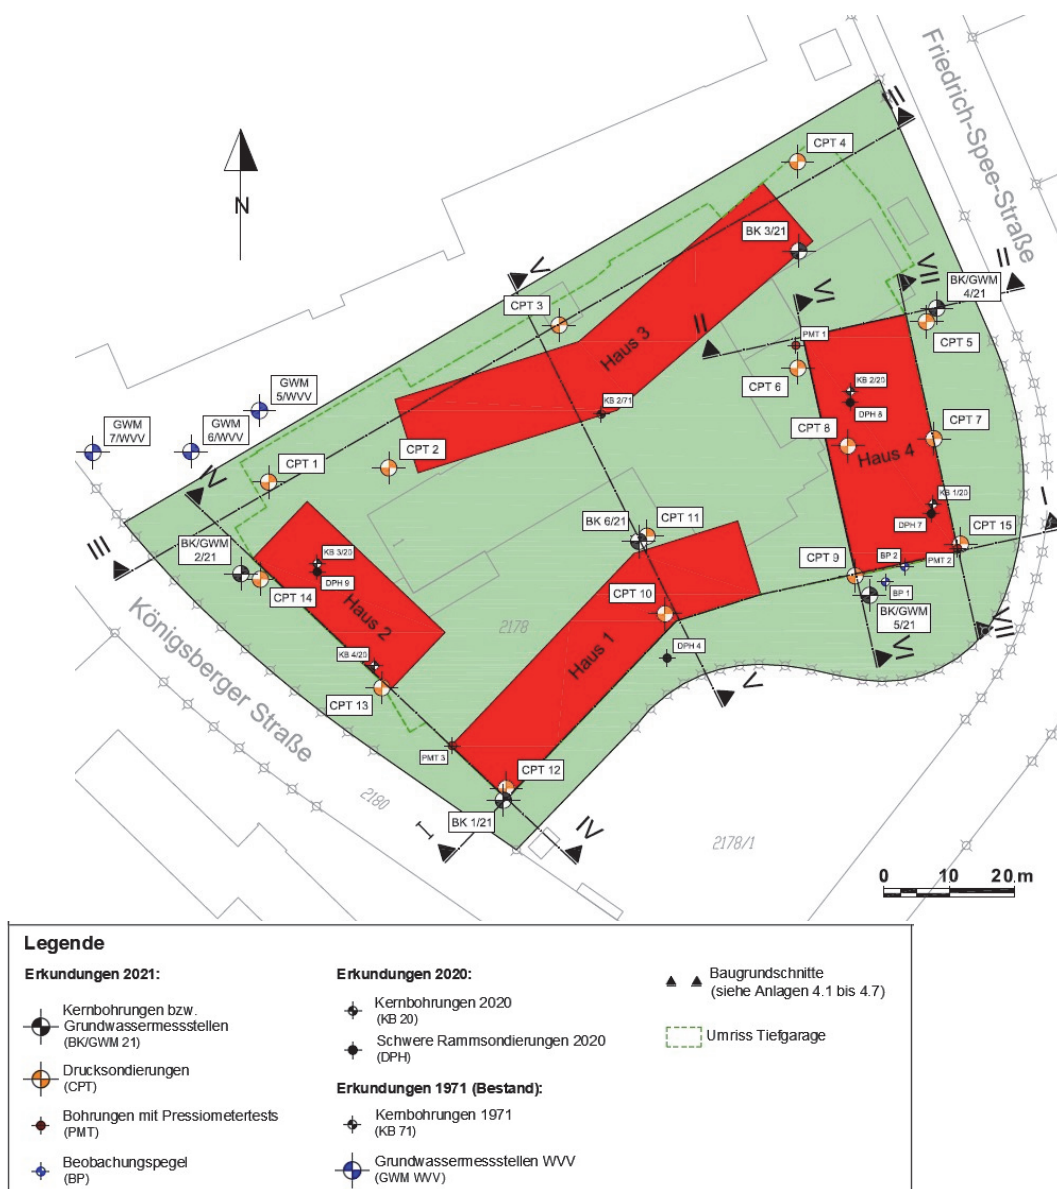 Friedrich-Spee-Straße
III
CPT 4
N
BK 3/21
V
VII
II
BK/GWM
4/21
CPT 3
VI
II
PMT 1
CPT 5
Haus 3
CPT 6
KB 2/20
GWM
5/WVV
KB 2/71
DPH 8
GWM
7/WVV
GWM
6/WVV
CPT 2
CPT 8
CPT 7
Haus 4
CPT 1
IV
KB 1/20
BK 6/21
CPT 11
DPH 7
CPT 15
I
III
BK/GWM
2/21
KB 3/20
CPT 9
BP 2
PMT 2
DPH 9
BP 1
CPT 14
CPT 10
BK/GWM
5/21
Haus 2
2178
VII
Königsberger Straße
Haus 1
DPH 4
VI
KB 4/20
V
CPT 13
PMT 3
CPT 12
2180
BK 1/21
I
IV
2178/1
0 10 20 m
Legende
Erkundungen 2021:
Kernbohrungen bzw.
Grundwassermessstellen
(BK/GWM 21)
Drucksondierungen
(CPT)
Bohrungen mit Pressiometertests
(PMT)
Beobachungspegel
(BP)
Erkundungen 2020:
Kernbohrungen 2020
(KB 20)
Schwere Rammsondierungen 2020
(DPH)
Erkundungen 1971 (Bestand):
Kernbohrungen 1971
(KB 71)
Grundwassermessstellen WVV
(GWM WVV)
Baugrundschnitte
(siehe Anlagen 4.1 bis 4.7)
Umriss Tiefgarage